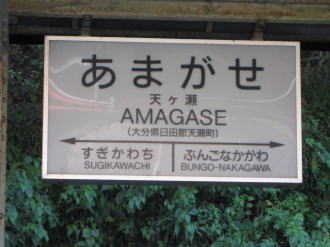 あまがせ
天ヶ瀬
AMAGASE
(大分県日田郡天瀬町)
すぎかわち ぶんごなかがわ
SUGIKAWACHI BUNGO-NAKAGAWA